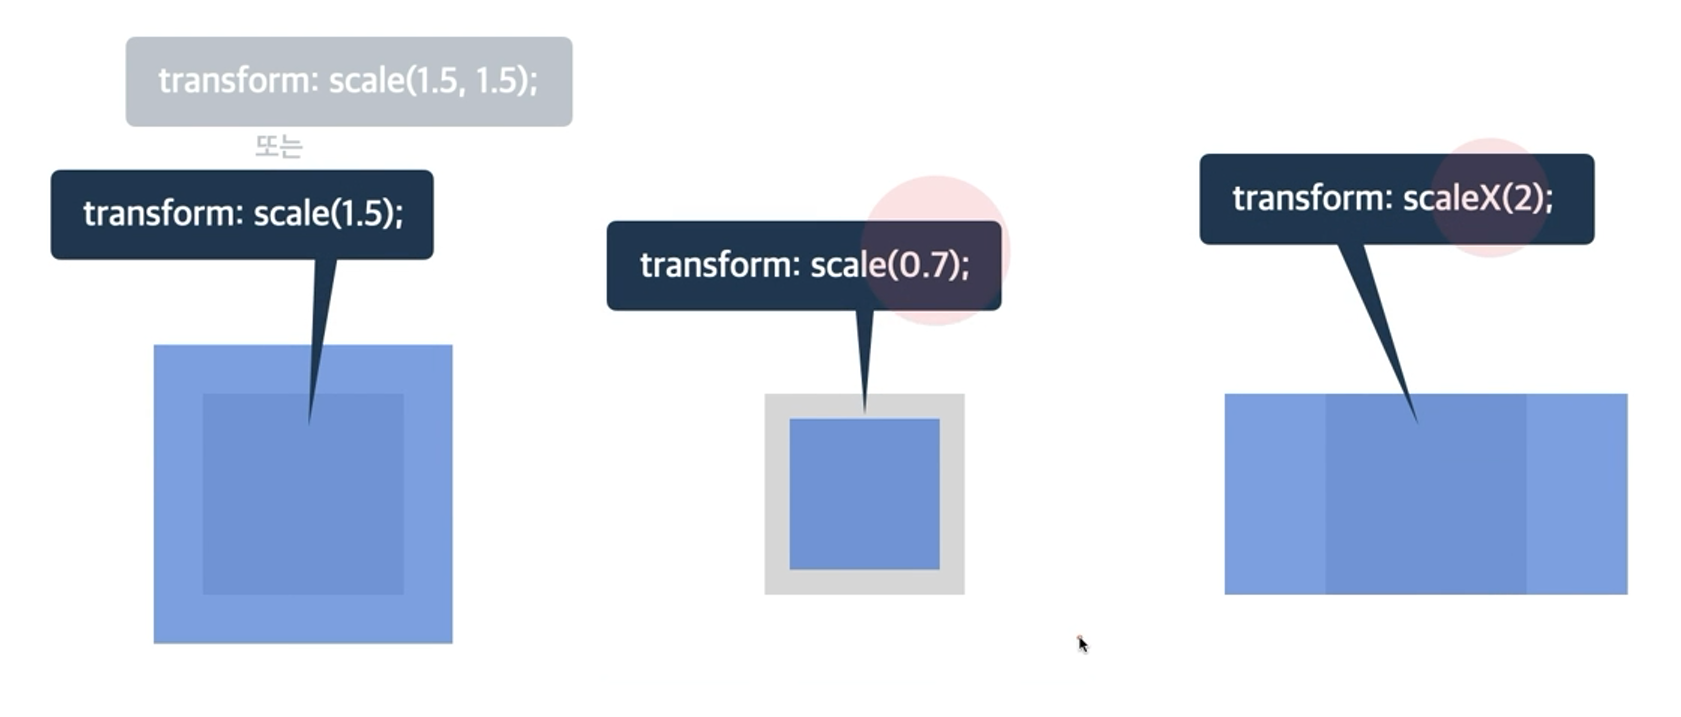 transform: scale(1.5, 1.5);
또는
transform: scale(1.5);
transform: scale(0.7);
transform: scaleX(2);